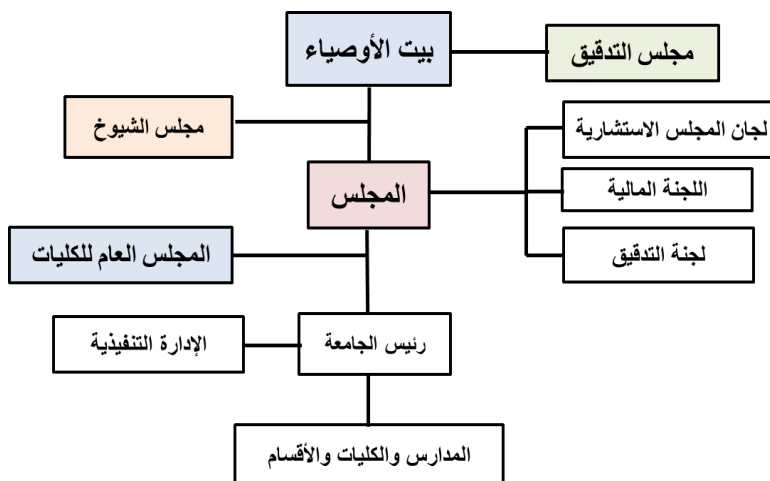 بيت الأوصياء
مجلس التدقيق
مجلس الشيوخ
لجان المجلس الاستشارية
المجلس
اللجنة المالية
المجلس العام للكليات
لجنة التدقيق
رئيس الجامعة
الإدارة التنفيذية
المدارس والكليات والأقسام